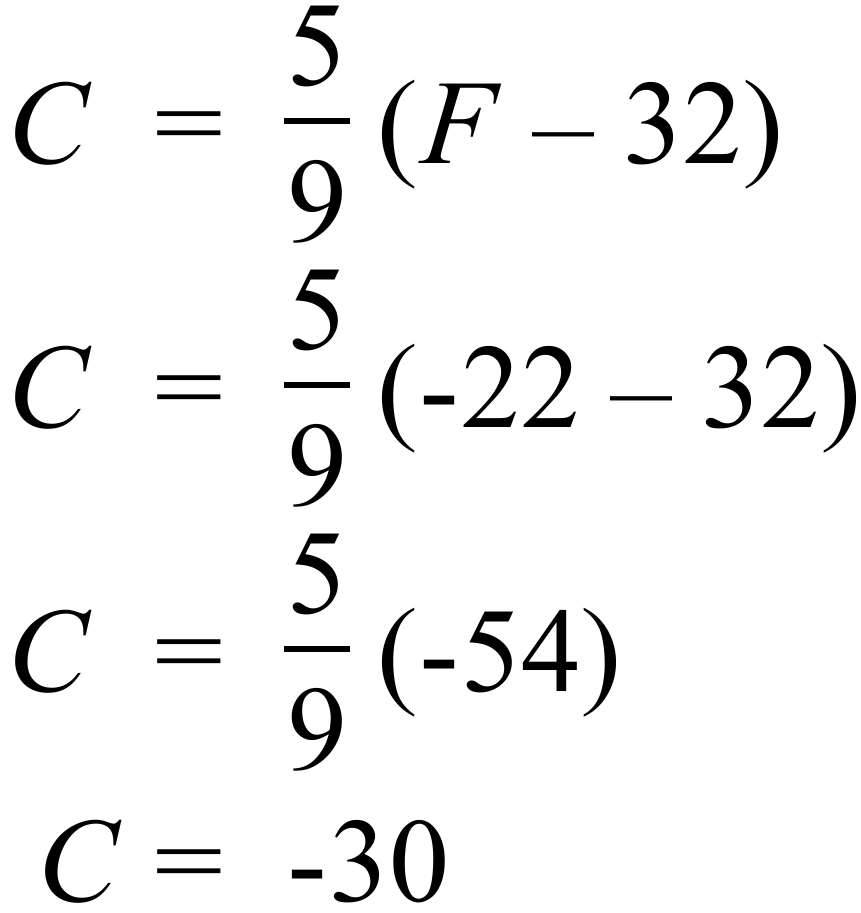 C = 5/9 (F – 32)
C = 5/9 (-22 – 32)
C = 5/9 (-54)
C = -30